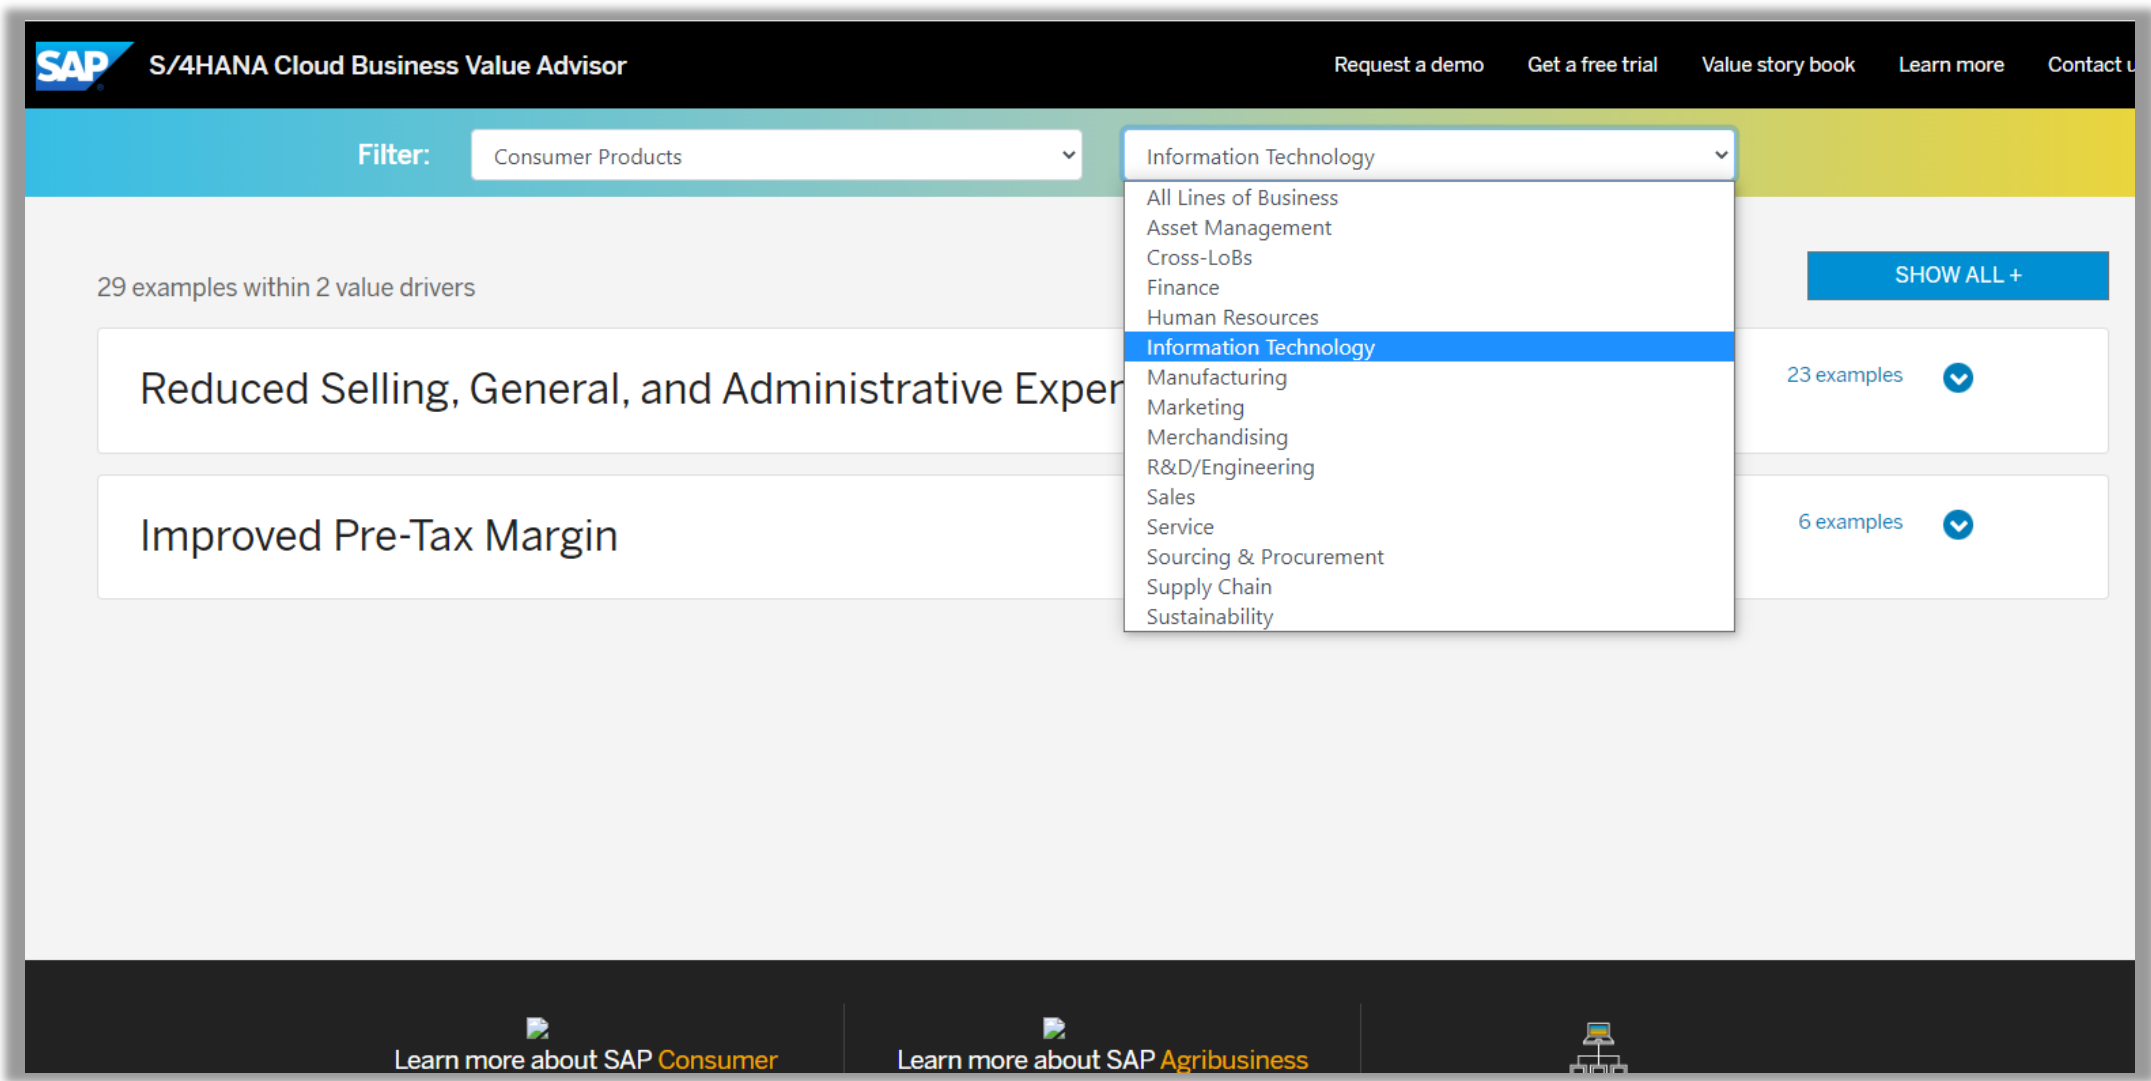 SAP S/4HANA Cloud Business Value Advisor Request a demo Get a free trial Value story book Learn more Contact u
Filter: Consumer Products Information Technology
All Lines of Business
Asset Management
Cross-LoBs
Finance
Human Resources
Information Technology
Manufacturing
Marketing
Merchandising
R&D/Engineering
Sales
Service
Sourcing & Procurement
Supply Chain
Sustainability
29 examples within 2 value drivers
SHOW ALL +
Reduced Selling, General, and Administrative Exper
23 examples
Improved Pre-Tax Margin
6 examples
Learn more about SAP Consumer
Learn more about SAP Agribusiness